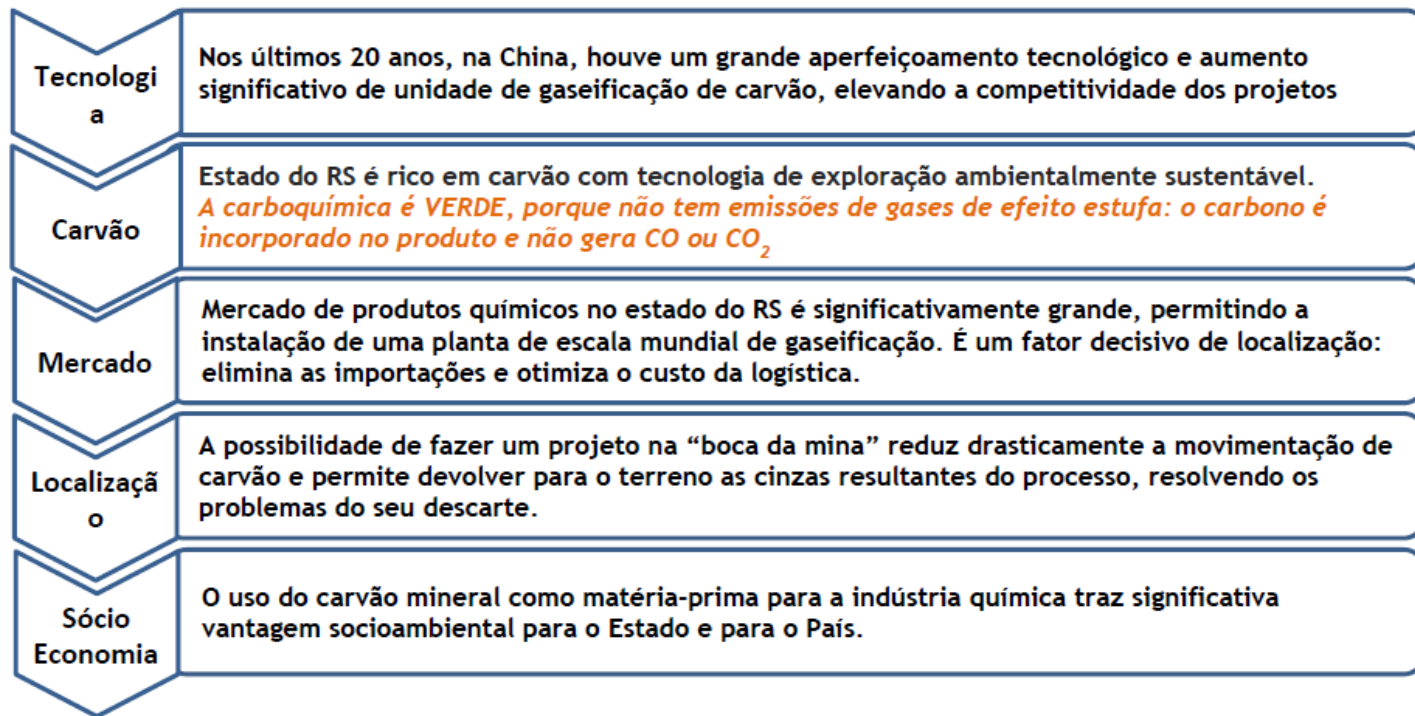 Tecnologi
a
Nos últimos 20 anos, na China, houve um grande aperfeiçoamento tecnológico e aumento
significativo de unidade de gaseificação de carvão, elevando a competitividade dos projetos
Carvão
Estado do RS é rico em carvão com tecnologia de exploração ambientalmente sustentável.
A carboquímica é VERDE, porque não tem emissões de gases de efeito estufa: o carbono é
incorporado no produto e não gera CO ou CO₂
Mercado
Mercado de produtos químicos no estado do RS é significativamente grande, permitindo a
instalação de uma planta de escala mundial de gaseificação. É um fator decisivo de localização:
elimina as importações e otimiza o custo da logística.
Localizaçã
o
A possibilidade de fazer um projeto na “boca da mina” reduz drasticamente a movimentação de
carvão e permite devolver para o terreno as cinzas resultantes do processo, resolvendo os
problemas do seu descarte.
Sócio
Economia
O uso do carvão mineral como matéria-prima para a indústria química traz significativa
vantagem socioambiental para o Estado e para o País.